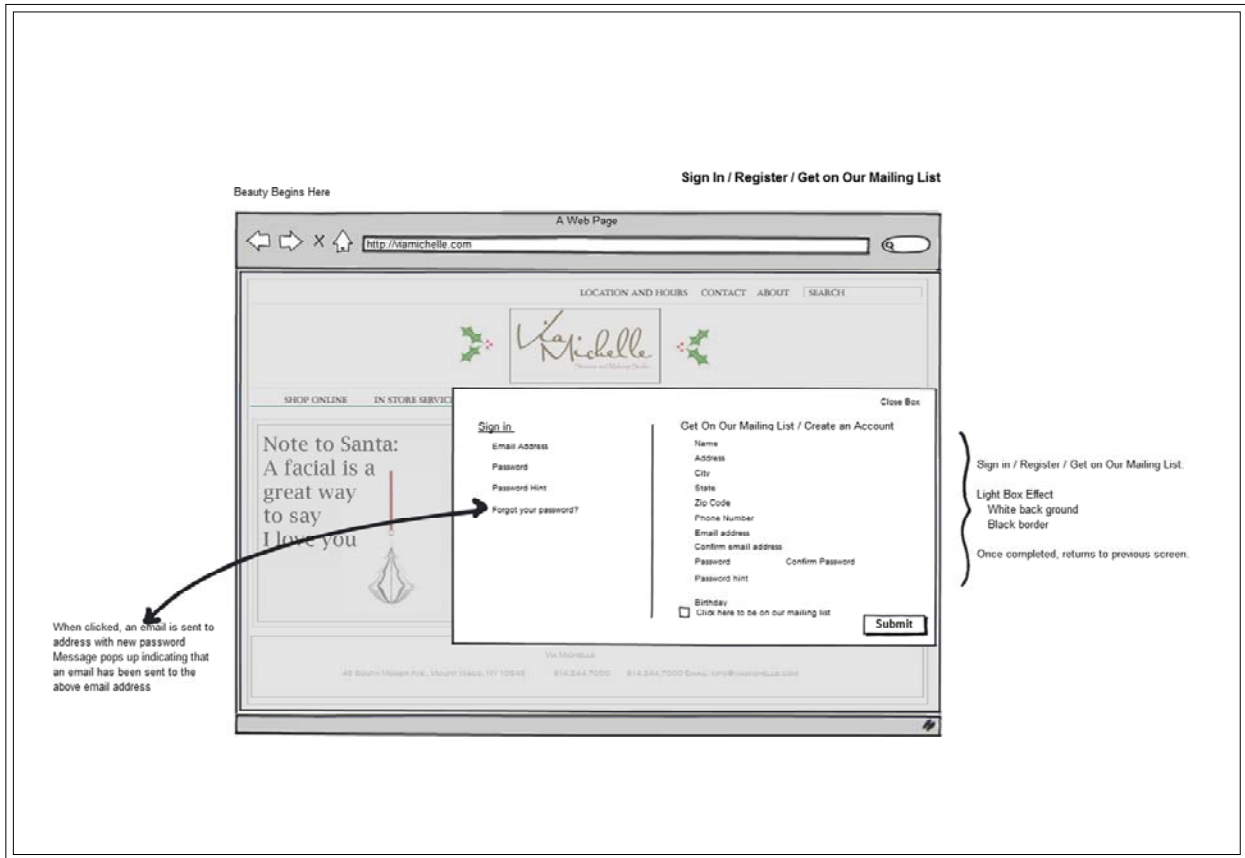 Sign In / Register / Get on Our Mailing List
Beauty Begins Here
A Web Page
http://viamichelle.com
LOCATION AND HOURS CONTACT ABOUT SEARCH
Via
Michelle
SHOP ONLINE IN STORE SERVIC
Note to Santa:
A facial is a
great way
to say
I love you
Close Box
Sign in
Email Address
Password
Password Hint
Forgot your password?
Get On Our Mailing List / Create an Account
Name
Address
City
State
Zip Code
Phone Number
Email address
Confirm email address
Password Confirm Password
Password hint
Birthday
Click here to be on our mailing list
Submit
Sign in / Register / Get on Our Mailing List.
Light Box Effect
White back ground
Black border
Once completed, returns to previous screen.
When clicked, an email is sent to
address with new password
Message pops up indicating that
an email has been sent to the
above email address
Via Michelle
914.244.7000